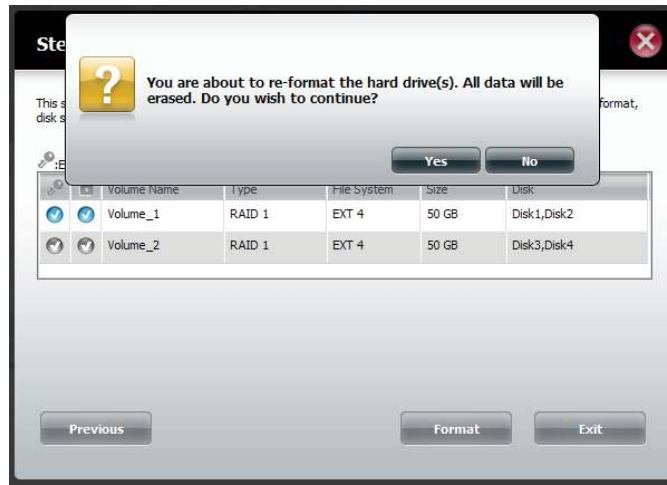 Ste
You are about to re-format the hard drive(s). All data will be
erased. Do you wish to continue?
This s
format,
disk s
Yes No
:E
Volume Name Type File System Size Disk
Volume_1 RAID 1 EXT 4 50 GB Disk1,Disk2
Volume_2 RAID 1 EXT 4 50 GB Disk3,Disk4
Previous Format Exit